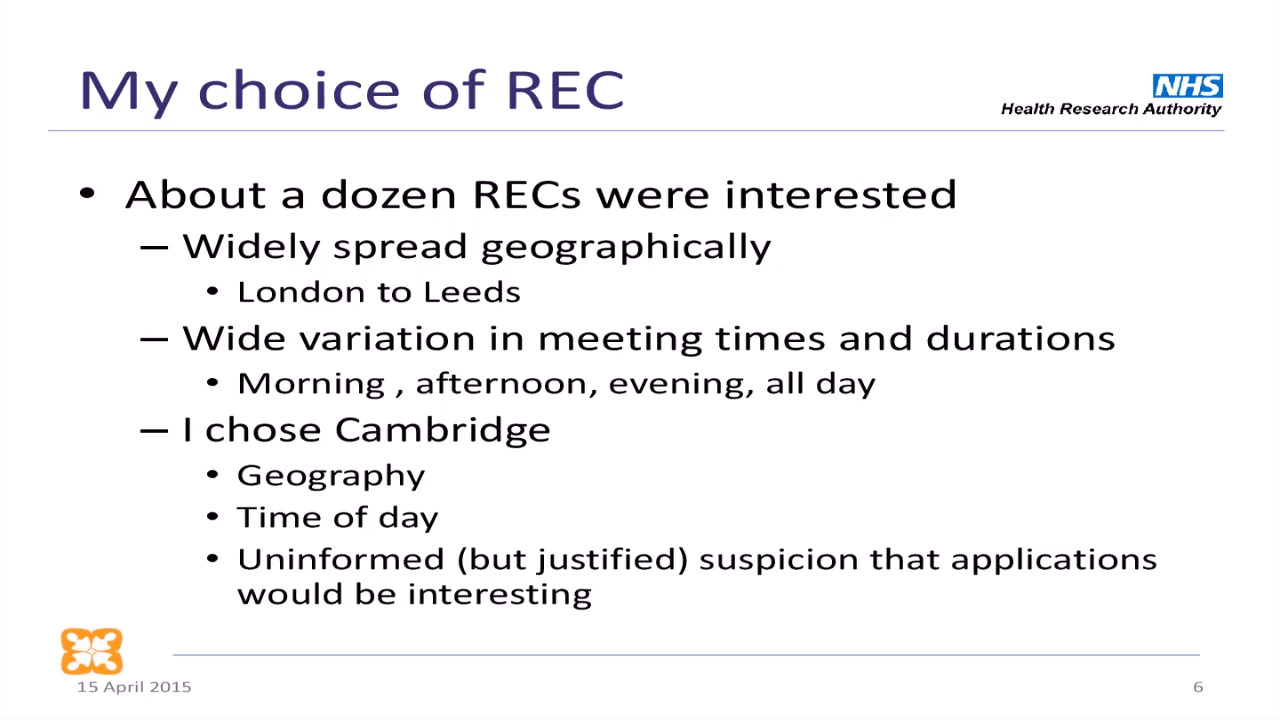 My choice of REC
NHS
Health Research Authority
• About a dozen RECs were interested
– Widely spread geographically
• London to Leeds
– Wide variation in meeting times and durations
• Morning , afternoon, evening, all day
– I chose Cambridge
• Geography
• Time of day
• Uninformed (but justified) suspicion that applications
would be interesting
15 April 2015
6